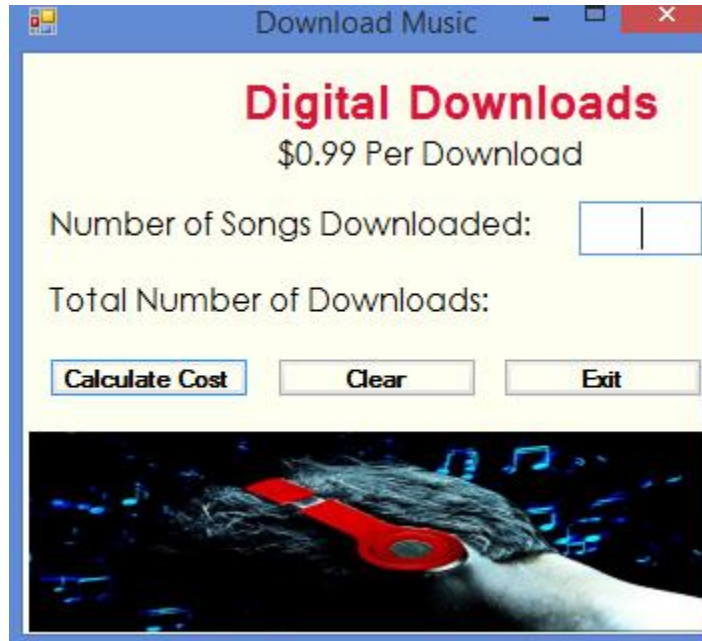 Download Music
Digital Downloads
$0.99 Per Download
Number of Songs Downloaded:
Total Number of Downloads:
Calculate Cost Clear Exit